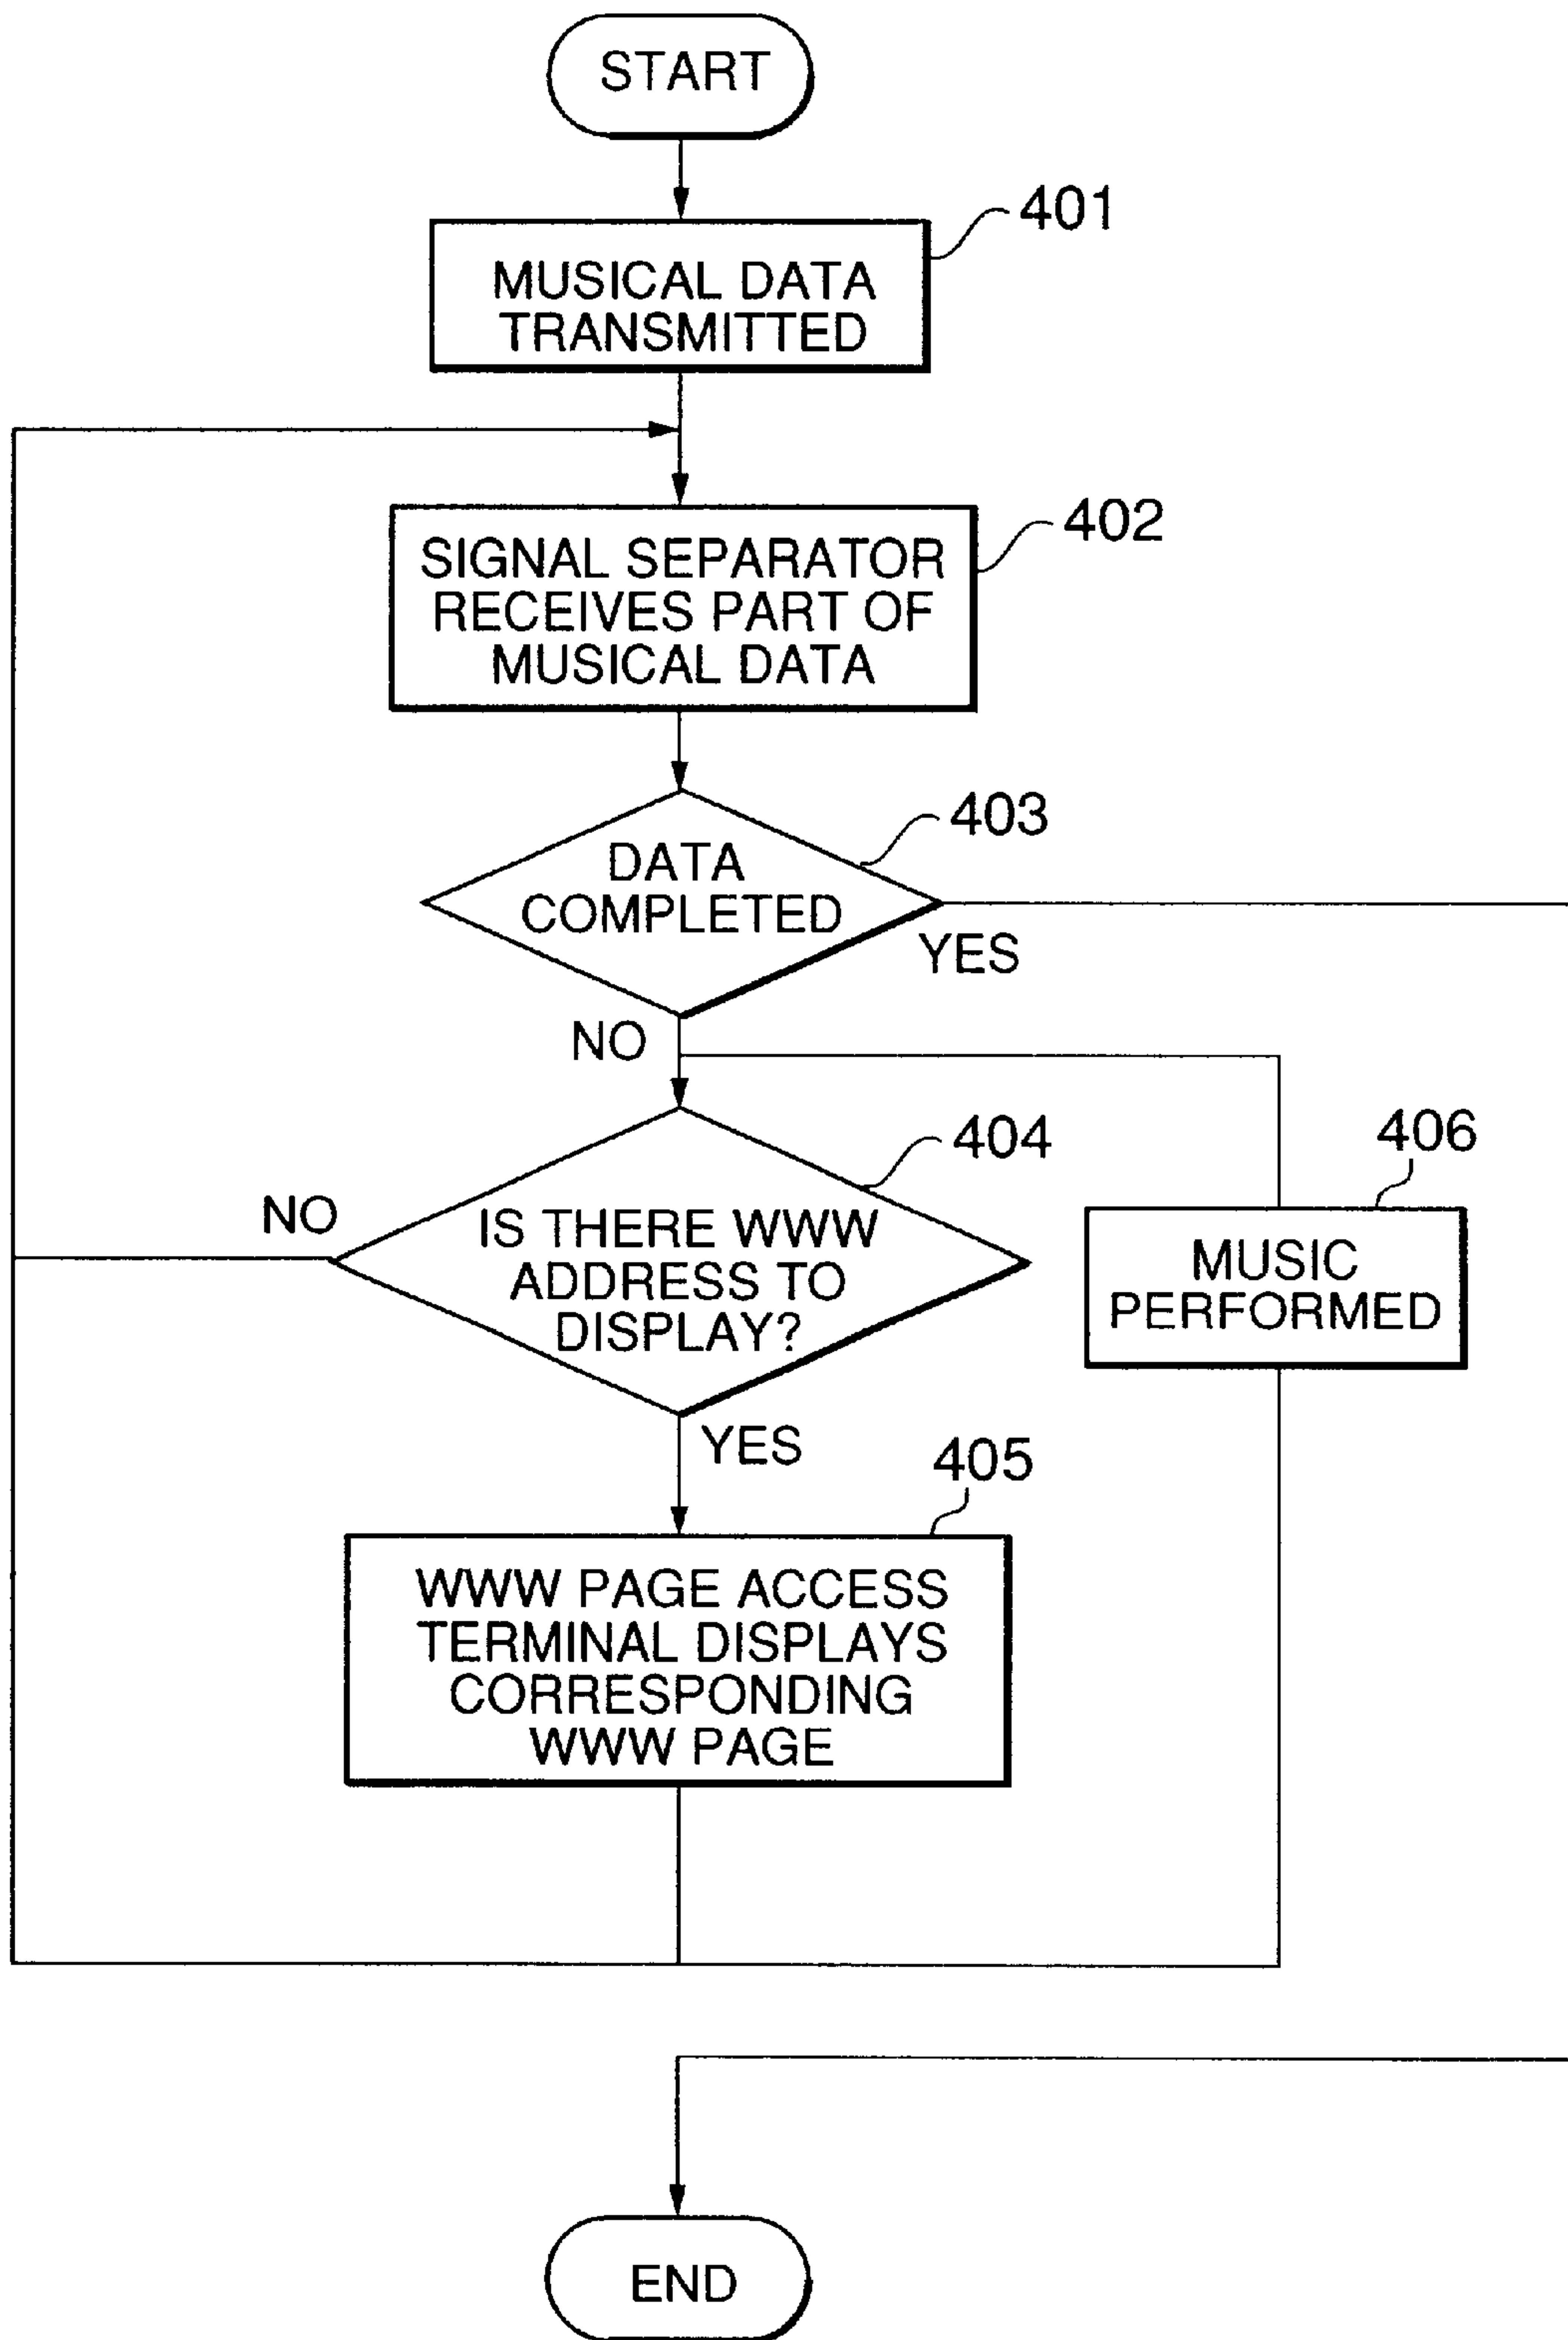 START
401
MUSICAL DATA
TRANSMITTED
402
SIGNAL SEPARATOR
RECEIVES PART OF
MUSICAL DATA
403
DATA
COMPLETED
YES
NO
404
NO
IS THERE WWW
ADDRESS TO
DISPLAY?
406
MUSIC
PERFORMED
YES
405
WWW PAGE ACCESS
TERMINAL DISPLAYS
CORRESPONDING
WWW PAGE
END